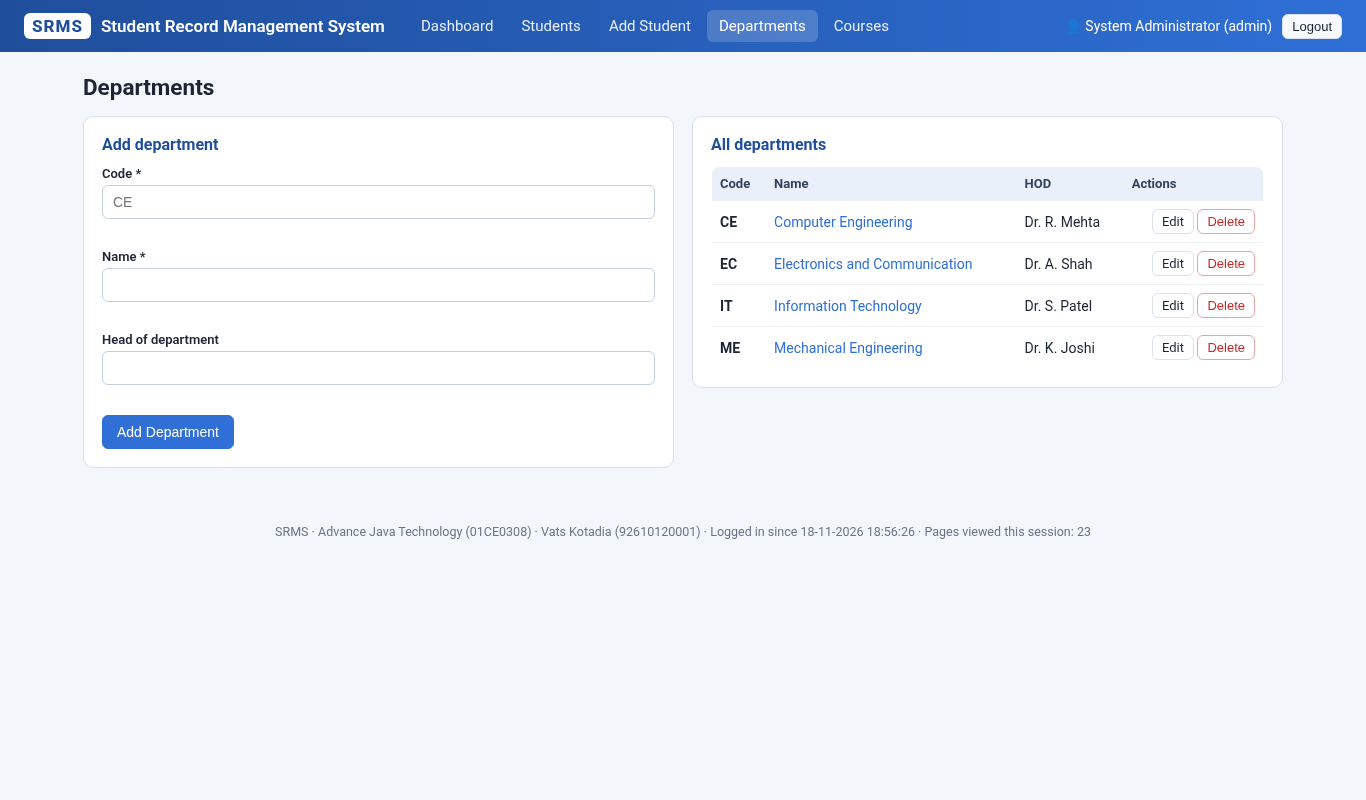 SRMS Student Record Management System Dashboard Students Add Student Departments Courses System Administrator (admin) Logout
Departments
Add department
Code *
CE
Name *
Head of department
Add Department
All departments
Code Name HOD Actions
CE Computer Engineering Dr. R. Mehta Edit Delete
EC Electronics and Communication Dr. A. Shah Edit Delete
IT Information Technology Dr. S. Patel Edit Delete
ME Mechanical Engineering Dr. K. Joshi Edit Delete
SRMS · Advance Java Technology (01CE0308) · Vats Kotadia (92610120001) · Logged in since 18-11-2026 18:56:26 · Pages viewed this session: 23